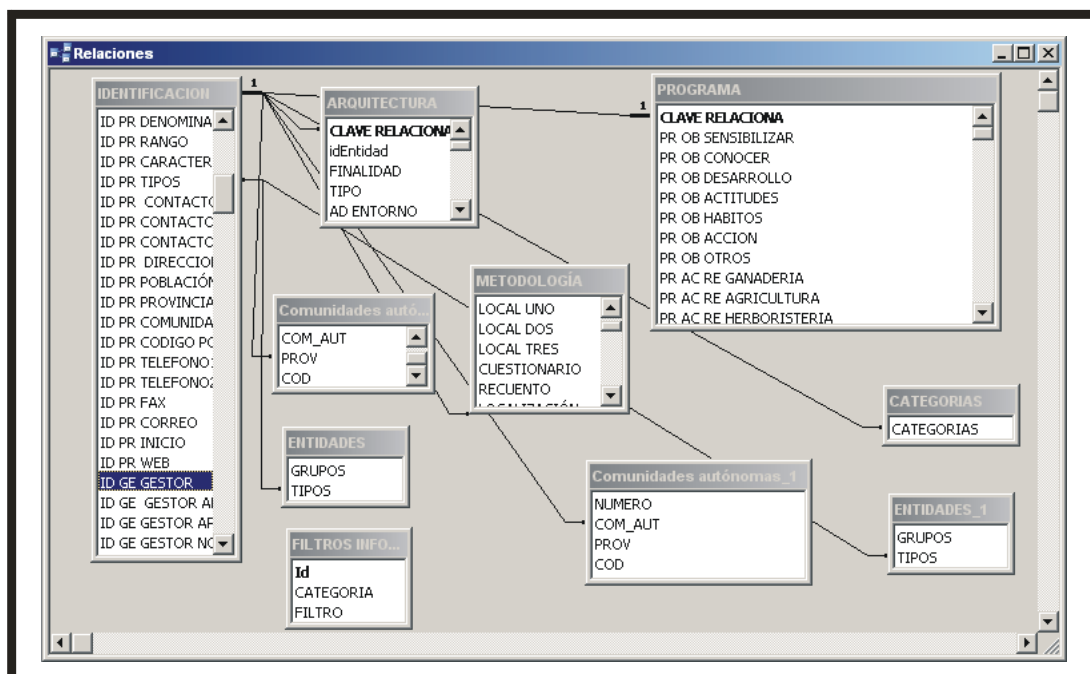 Relaciones
IDENTIFICACION
ID PR DENOMINA
ID PR RANGO
ID PR CARACTER
ID PR TIPOS
ID PR CONTACTO
ID PR CONTACTO
ID PR CONTACTO
ID PR DIRECCIO
ID PR POBLACIÓN
ID PR PROVINCIA
ID PR COMUNIDA
ID PR CODIGO PO
ID PR TELEFONO1
ID PR TELEFONO2
ID PR FAX
ID PR CORREO
ID PR INICIO
ID PR WEB
ID GE GESTOR
ID GE GESTOR AP
ID GE GESTOR AP
ID GE GESTOR NO
1
ARQUITECTURA
CLAVE RELACIONA
idEntidad
FINALIDAD
TIPO
AD ENTORNO
1
PROGRAMA
CLAVE RELACIONA
PR OB SENSIBILIZAR
PR OB CONOCER
PR OB DESARROLLO
PR OB ACTITUDES
PR OB HABITOS
PR OB ACCION
PR OB OTROS
PR AC RE GANADERIA
PR AC RE AGRICULTURA
PR AC RE HERBORISTERIA
Comunidades autó...
COM_AUT
PROV
COD
METODOLOGÍA
LOCAL UNO
LOCAL DOS
LOCAL TRES
CUESTIONARIO
RECUENTO
LOCALIZACIÓN
ENTIDADES
GRUPOS
TIPOS
FILTROS INFO...
Id
CATEGORIA
FILTRO
Comunidades autónomas_1
NUMERO
COM_AUT
PROV
COD
CATEGORIAS
CATEGORIAS
ENTIDADES_1
GRUPOS
TIPOS